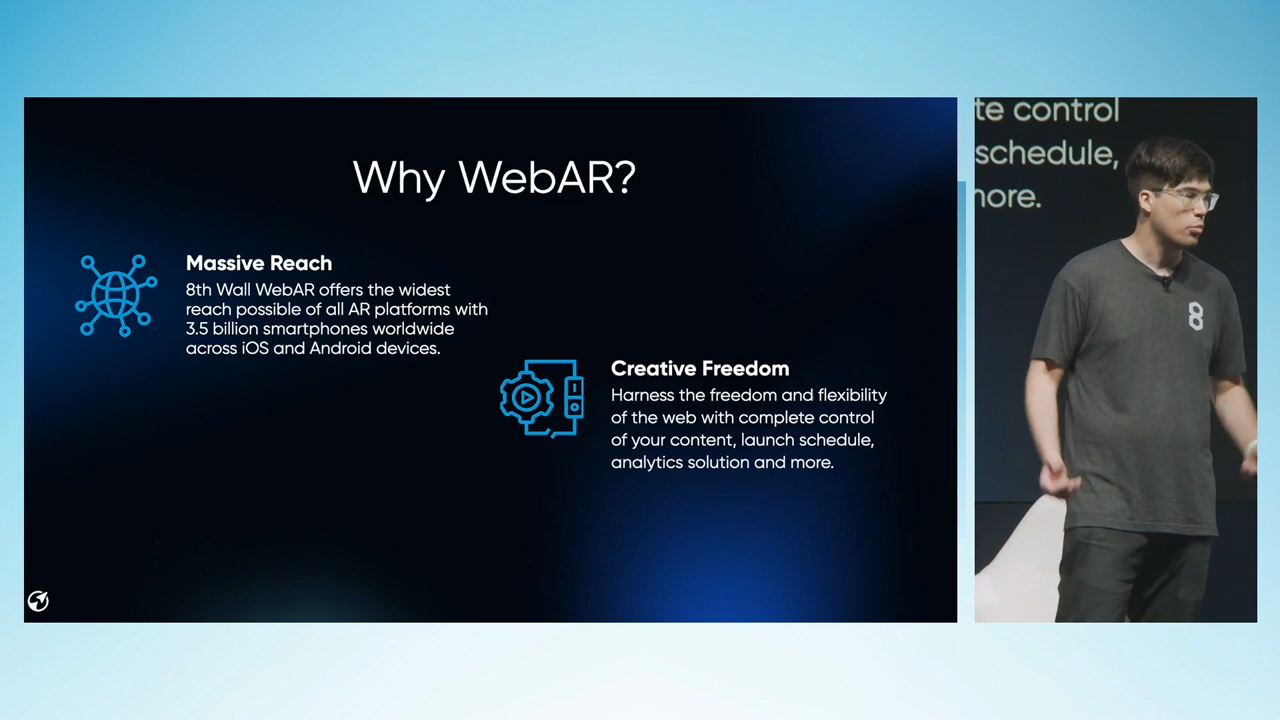 Why WebAR?
Massive Reach
8th Wall WebAR offers the widest
reach possible of all AR platforms with
3.5 billion smartphones worldwide
across iOS and Android devices.
Creative Freedom
Harness the freedom and flexibility
of the web with complete control
of your content, launch schedule,
analytics solution and more.
te control
schedule,
more.
8